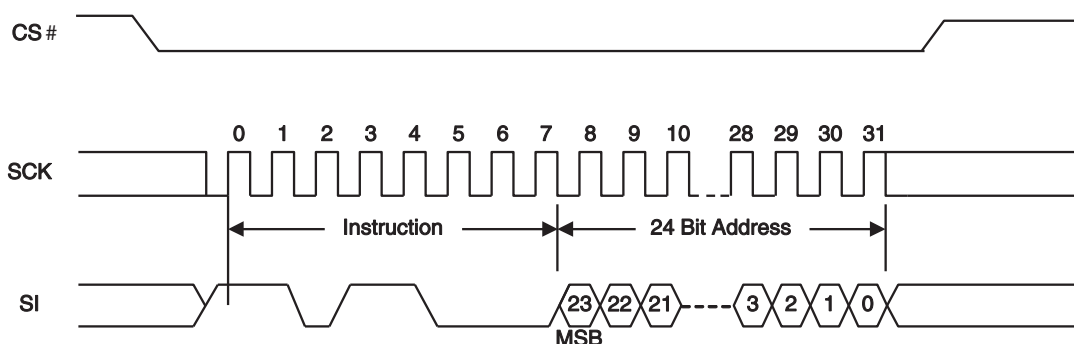 CS #
0 1 2 3 4 5 6 7 8 9 10 28 29 30 31
SCK
Instruction 24 Bit Address
SI 23 22 21 3 2 1 0
MSB